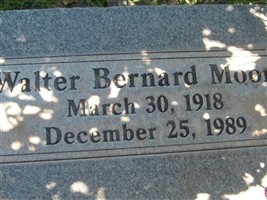 Walter Bernard Moor
March 30, 1918
December 25, 1989